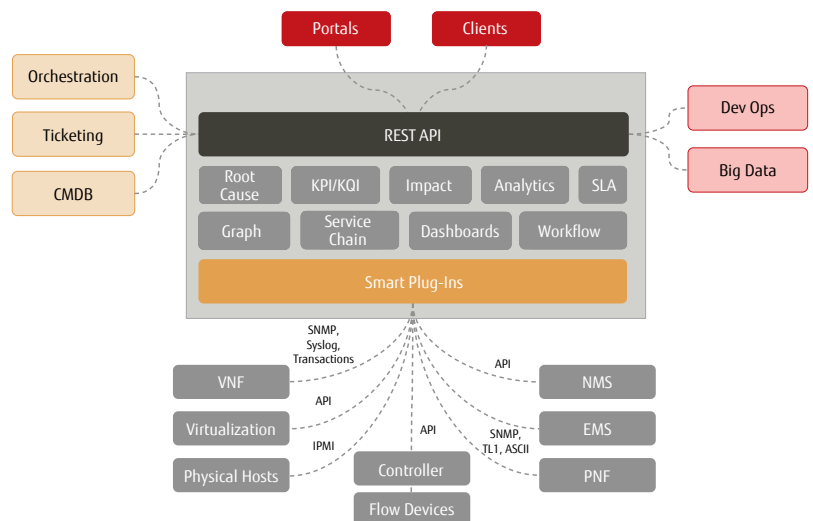 Portals
Clients
Orchestration
Ticketing
CMDB
Dev Ops
Big Data
REST API
Root
Cause
KPI/KQI
Impact
Analytics
SLA
Graph
Service
Chain
Dashboards
Workflow
Smart Plug-Ins
SNMP,
Syslog,
Transactions
API
VNF
NMS
API
Virtualization
API
SNMP,
TL1, ASCII
EMS
IPMI
Physical Hosts
Controller
PNF
Flow Devices